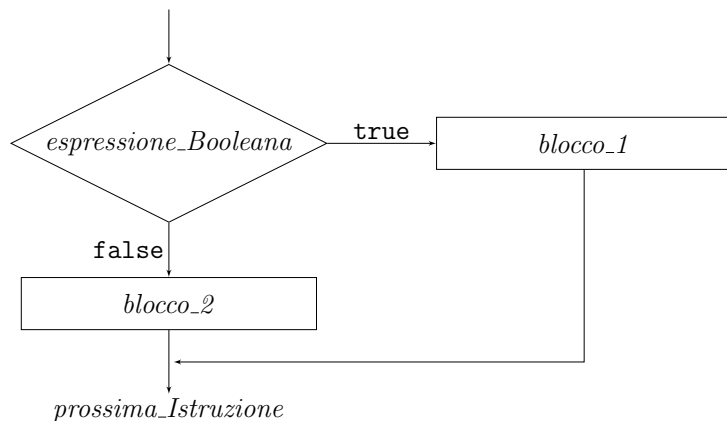 espressione_Booleana
true
blocco_1
false
blocco_2
prossima_Istruzione